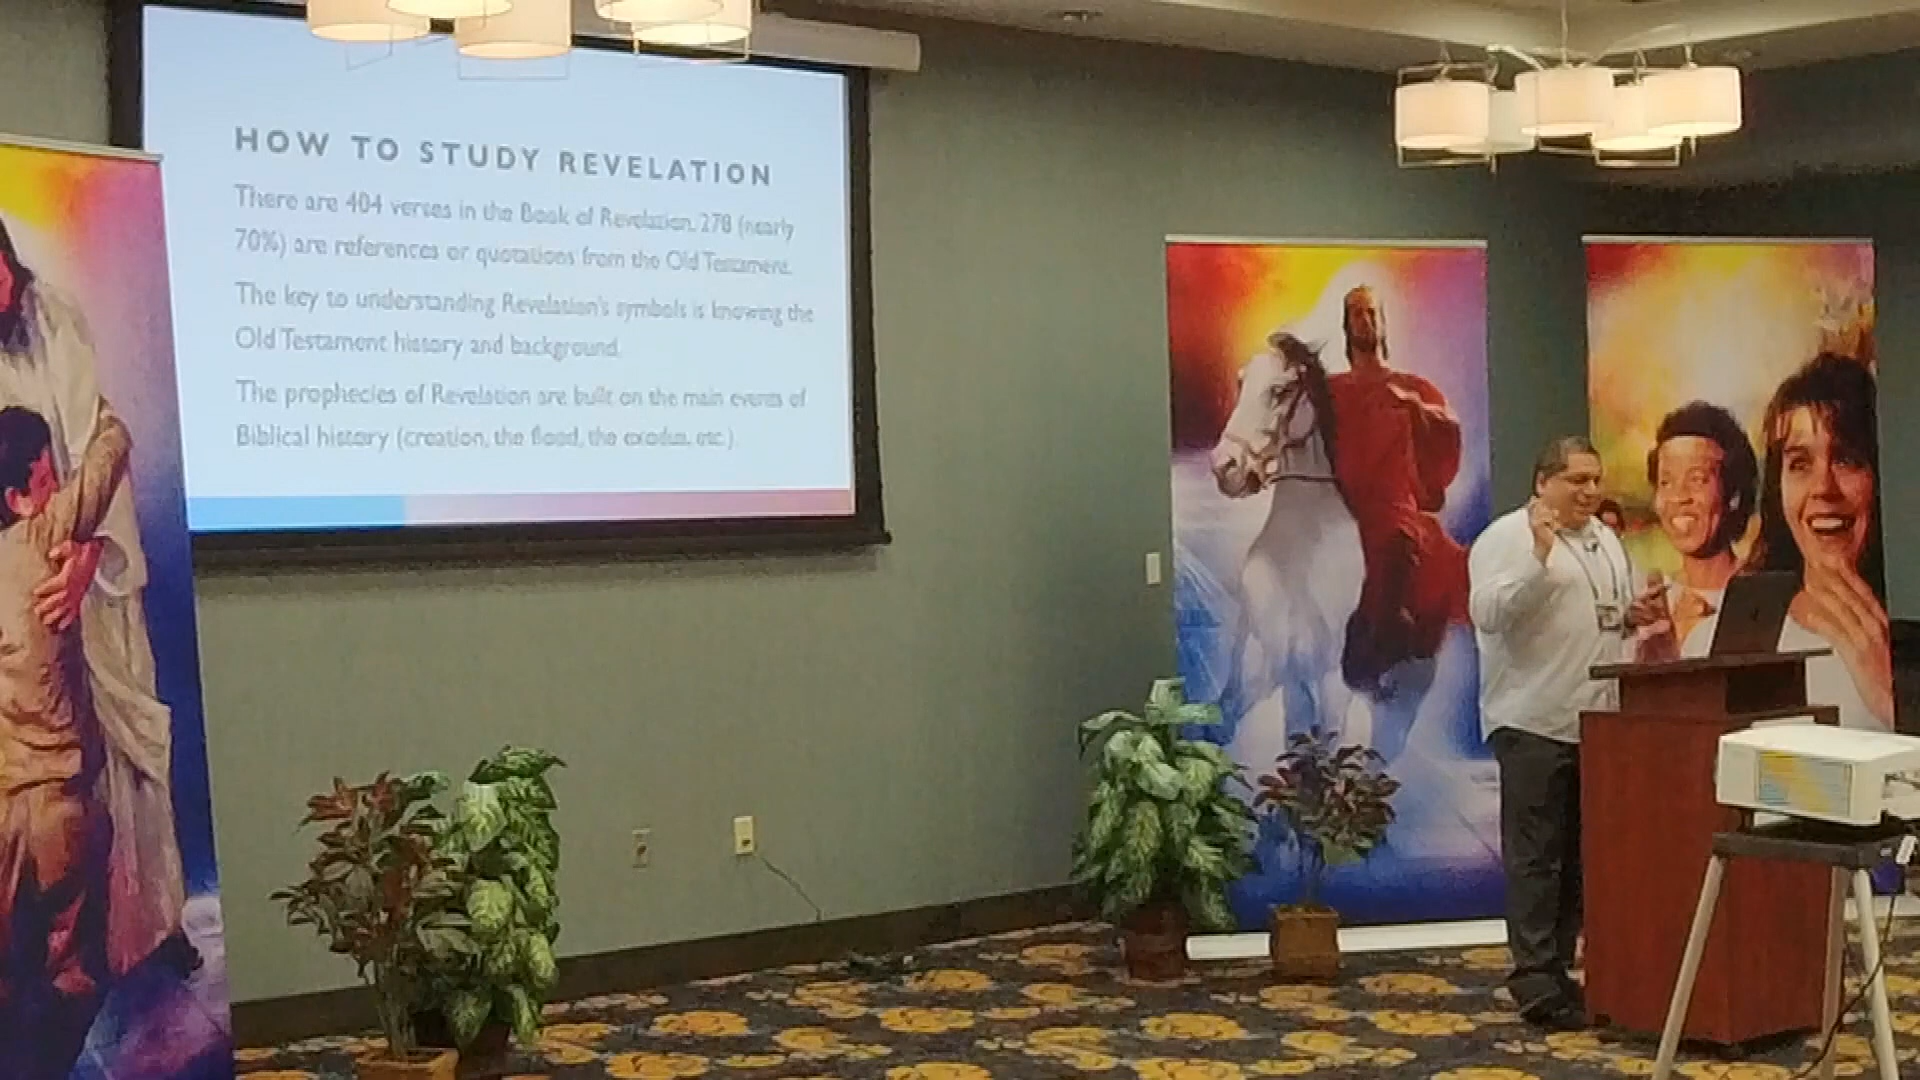 HOW TO STUDY REVELATION
There are 404 verses in the Book of Revelation. 278 (nearly
70%) are references or quotations from the Old Testament.
The key to understanding Revelation's symbols is knowing the
Old Testament history and background.
The prophecies of Revelation are built on the main events of
Biblical history (creation, the flood, the exodus, etc.)